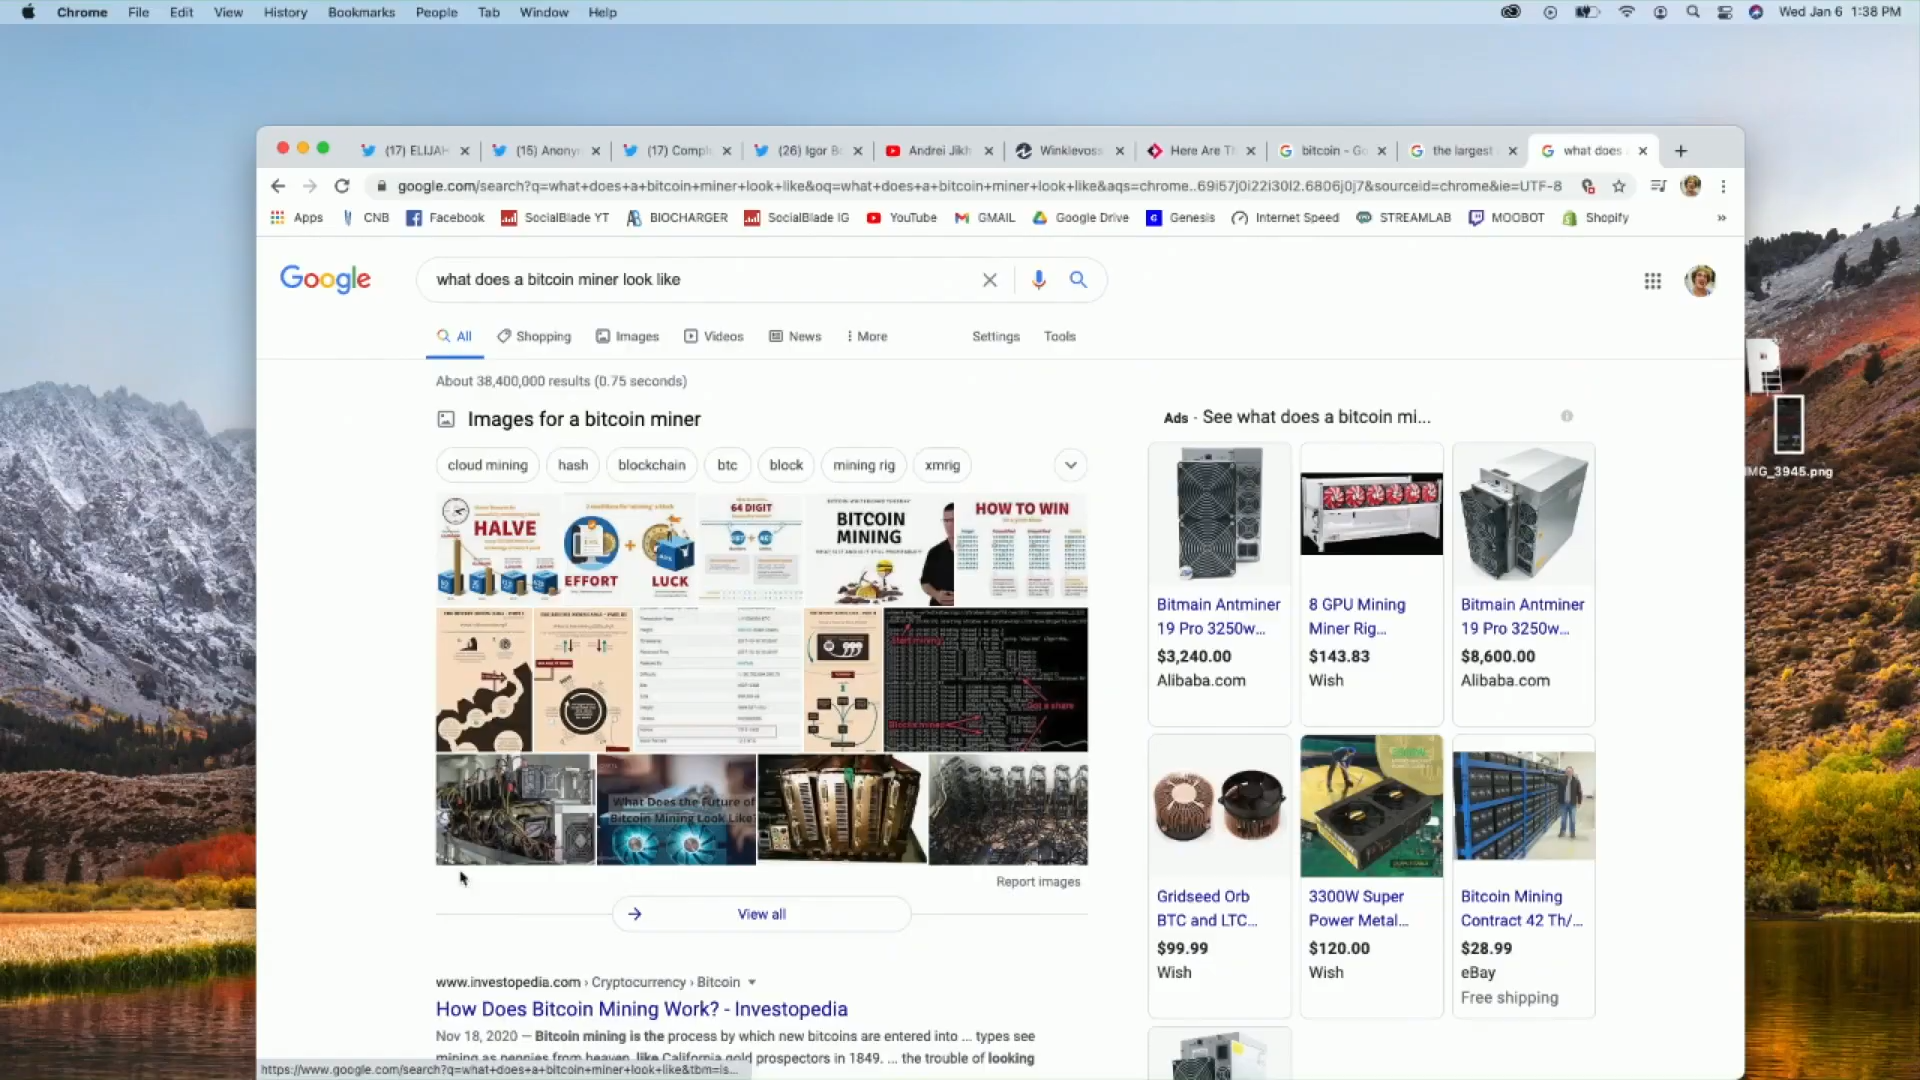 Chrome File Edit View History Bookmarks People Tab Window Help
Wed Jan 6 1:38 PM
(17) ELIJAH (15) Anony (17) Compl (26) Igor Bo Andrei Jikh Winklevoss Here Are Th bitcoin - Go the largest what does
google.com/search?q=what+does+a+bitcoin+miner+look+like&oq=what+does+a+bitcoin+miner+look+like&aqs=chrome..69i57j0i22i30l2.6806j0j7&sourceid=chrome&ie=UTF-8
Apps CNB Facebook SocialBlade YT BIOCHARGER SocialBlade IG YouTube GMAIL Google Drive Genesis Internet Speed STREAMLAB MOOBOT Shopify »
Google
what does a bitcoin miner look like
All Shopping Images Videos News More Settings Tools
About 38,400,000 results (0.75 seconds)
Images for a bitcoin miner
cloud mining hash blockchain btc block mining rig xmrig
HALVE
EFFORT + LUCK
64 DIGIT
BITCOIN
MINING
HOW TO WIN
Start mining
Got a share
What Does the Future of
Bitcoin Mining Look Like?
Report images
View all
www.investopedia.com › Cryptocurrency › Bitcoin
How Does Bitcoin Mining Work? - Investopedia
Nov 18, 2020 — Bitcoin mining is the process by which new bitcoins are entered into ... types see
mining as pennies from heaven, like California gold prospectors in 1849. ... the trouble of looking
https://www.google.com/search?q=what+does+a+bitcoin+miner+look+like&tbm=is...
Ads · See what does a bitcoin mi...
Bitmain Antminer
19 Pro 3250w...
$3,240.00
Alibaba.com
8 GPU Mining
Miner Rig...
$143.83
Wish
Bitmain Antminer
19 Pro 3250w...
$8,600.00
Alibaba.com
Gridseed Orb
BTC and LTC...
$99.99
Wish
3300W Super
Power Metal...
$120.00
Wish
Bitcoin Mining
Contract 42 Th/...
$28.99
eBay
Free shipping
IMG_3945.png